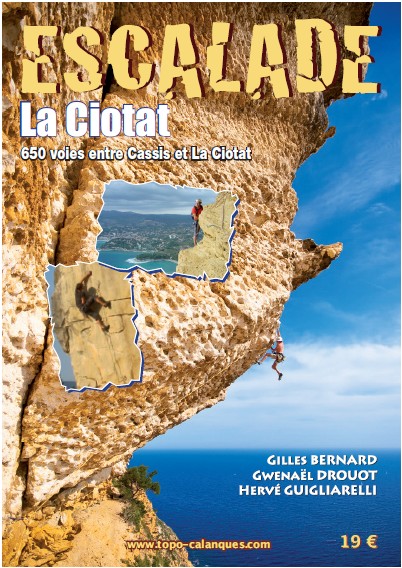 ESCALADE
La Ciotat
650 voies entre Cassis et La Ciotat
Gilles BERNARD
Gwenaël DROUOT
Hervé GUIGLIARELLI
www.topo-calanques.com
19 €